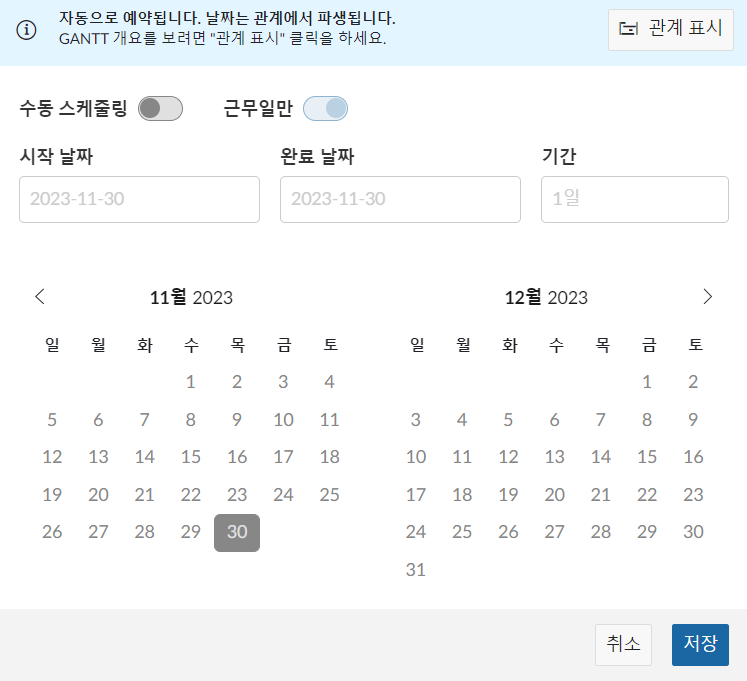 자동으로 예약됩니다. 날짜는 관계에서 파생됩니다.
GANTT 개요를 보려면 "관계 표시" 클릭을 하세요.
관계 표시
수동 스케줄링 근무일만
시작 날짜 완료 날짜 기간
2023-11-30 2023-11-30 1일
11월 2023 12월 2023
일 월 화 수 목 금 토 일 월 화 수 목 금 토
1 2 3 4 1 2
5 6 7 8 9 10 11 3 4 5 6 7 8 9
12 13 14 15 16 17 18 10 11 12 13 14 15 16
19 20 21 22 23 24 25 17 18 19 20 21 22 23
26 27 28 29 30 24 25 26 27 28 29 30
31
취소 저장